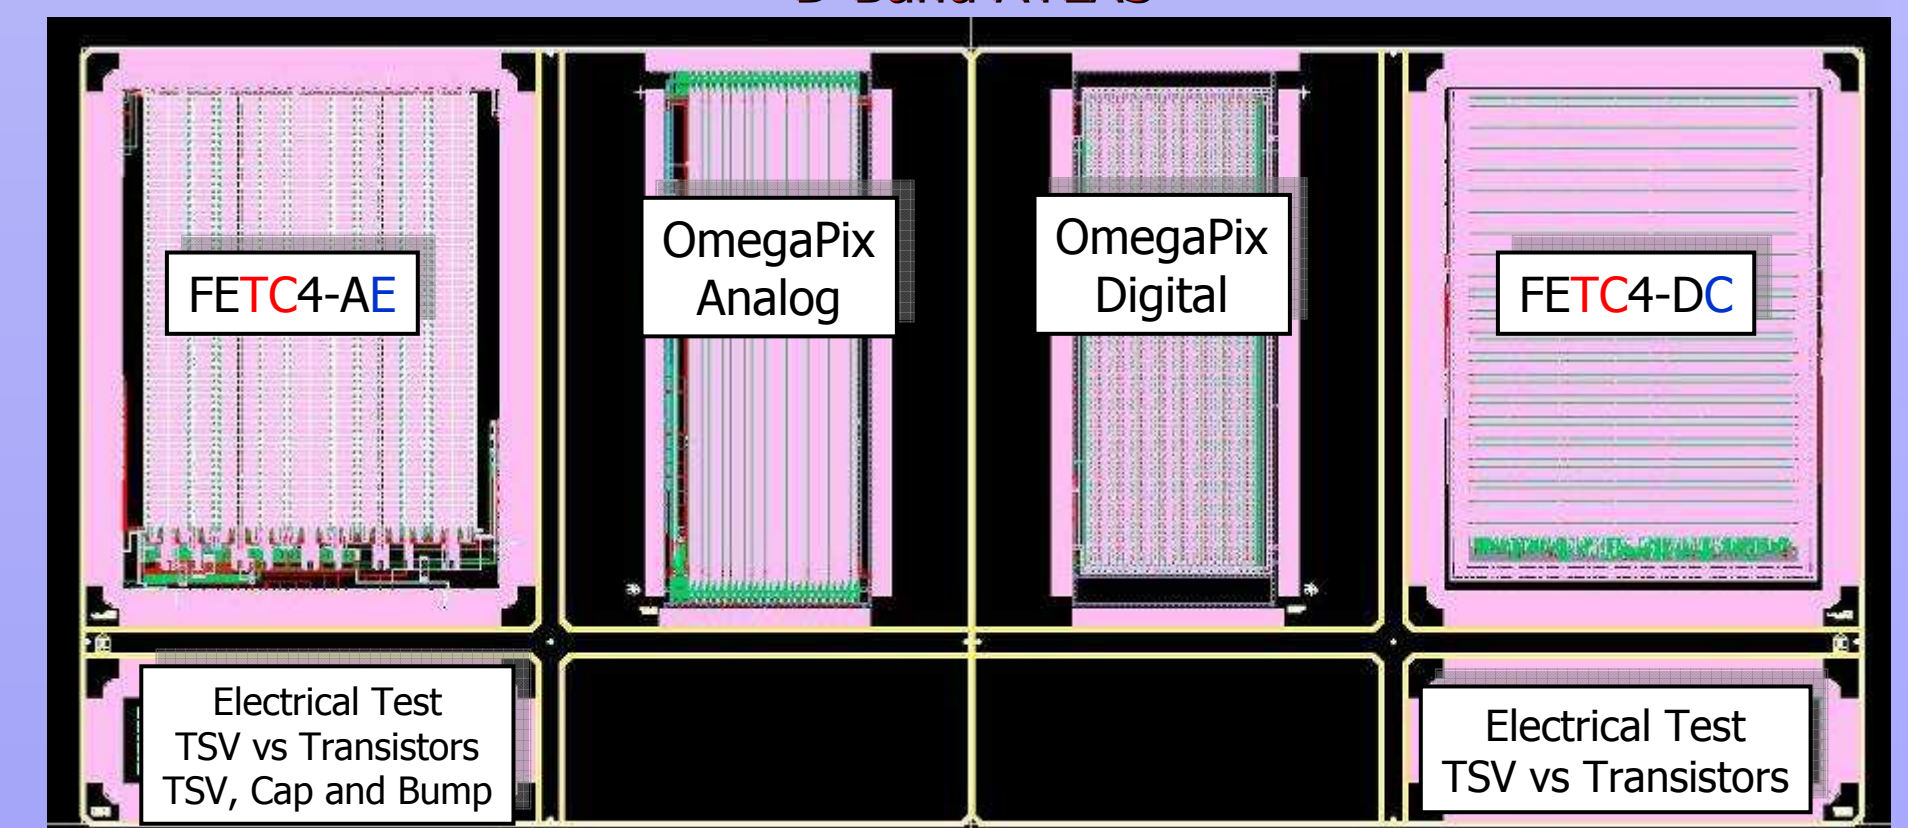 FETC4-AE
OmegaPix
Analog
OmegaPix
Digital
FETC4-DC
Electrical Test
TSV vs Transistors
TSV, Cap and Bump
Electrical Test
TSV vs Transistors